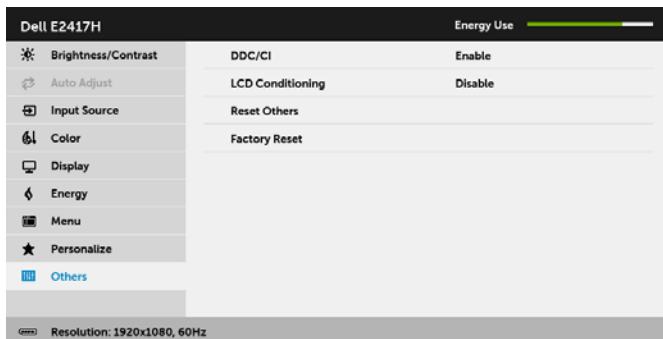 Dell E2417H Energy Use
Brightness/Contrast DDC/CI Enable
Auto Adjust LCD Conditioning Disable
Input Source Reset Others
Color Factory Reset
Display
Energy
Menu
Personalize
Others
Resolution: 1920x1080, 60Hz